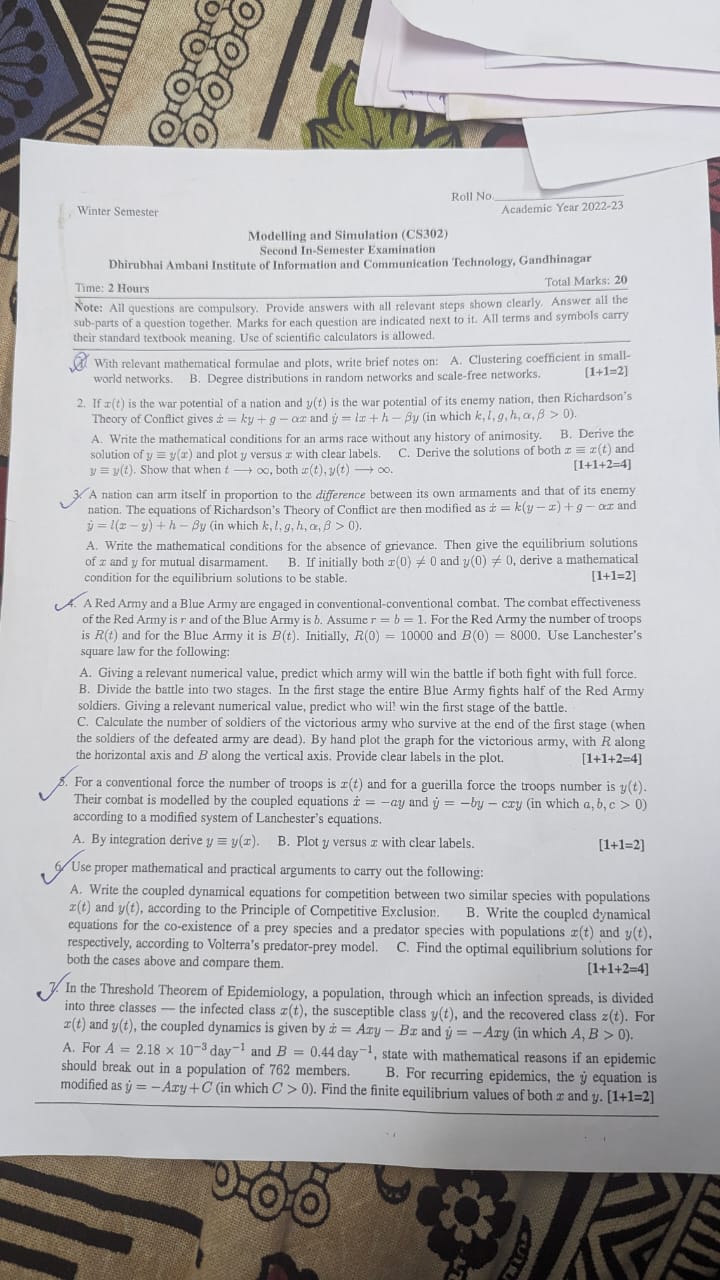 Roll No.
Winter Semester
Academic Year 2022-23
Modelling and Simulation (CS302)
Second In-Semester Examination
Dhirubhai Ambani Institute of Information and Communication Technology, Gandhinagar
Time: 2 Hours
Total Marks: 20
Note: All questions are compulsory. Provide answers with all relevant steps shown clearly. Answer all the
sub-parts of a question together. Marks for each question are indicated next to it. All terms and symbols carry
their standard textbook meaning. Use of scientific calculators is allowed.
With relevant mathematical formulae and plots, write brief notes on: A. Clustering coefficient in small-
world networks. B. Degree distributions in random networks and scale-free networks. [1+1=2]
2. If x(t) is the war potential of a nation and y(t) is the war potential of its enemy nation, then Richardson's
Theory of Conflict gives ẋ = ky + g − αx and ẏ = lx + h − βy (in which k, l, g, h, α, β > 0).
A. Write the mathematical conditions for an arms race without any history of animosity. B. Derive the
solution of y ≡ y(x) and plot y versus x with clear labels. C. Derive the solutions of both x ≡ x(t) and
y ≡ y(t). Show that when t ⟶ ∞, both x(t), y(t) ⟶ ∞. [1+1+2=4]
3. A nation can arm itself in proportion to the difference between its own armaments and that of its enemy
nation. The equations of Richardson's Theory of Conflict are then modified as ẋ = k(y − x) + g − αx and
ẏ = l(x − y) + h − βy (in which k, l, g, h, α, β > 0).
A. Write the mathematical conditions for the absence of grievance. Then give the equilibrium solutions
of x and y for mutual disarmament. B. If initially both x(0) ≠ 0 and y(0) ≠ 0, derive a mathematical
condition for the equilibrium solutions to be stable. [1+1=2]
4. A Red Army and a Blue Army are engaged in conventional-conventional combat. The combat effectiveness
of the Red Army is r and of the Blue Army is b. Assume r = b = 1. For the Red Army the number of troops
is R(t) and for the Blue Army it is B(t). Initially, R(0) = 10000 and B(0) = 8000. Use Lanchester's
square law for the following:
A. Giving a relevant numerical value, predict which army will win the battle if both fight with full force.
B. Divide the battle into two stages. In the first stage the entire Blue Army fights half of the Red Army
soldiers. Giving a relevant numerical value, predict who will win the first stage of the battle.
C. Calculate the number of soldiers of the victorious army who survive at the end of the first stage (when
the soldiers of the defeated army are dead). By hand plot the graph for the victorious army, with R along
the horizontal axis and B along the vertical axis. Provide clear labels in the plot. [1+1+2=4]
5. For a conventional force the number of troops is x(t) and for a guerilla force the troops number is y(t).
Their combat is modelled by the coupled equations ẋ = −ay and ẏ = −by − cxy (in which a, b, c > 0)
according to a modified system of Lanchester's equations.
A. By integration derive y ≡ y(x). B. Plot y versus x with clear labels. [1+1=2]
6. Use proper mathematical and practical arguments to carry out the following:
A. Write the coupled dynamical equations for competition between two similar species with populations
x(t) and y(t), according to the Principle of Competitive Exclusion. B. Write the coupled dynamical
equations for the co-existence of a prey species and a predator species with populations x(t) and y(t),
respectively, according to Volterra's predator-prey model. C. Find the optimal equilibrium solutions for
both the cases above and compare them. [1+1+2=4]
7. In the Threshold Theorem of Epidemiology, a population, through which an infection spreads, is divided
into three classes — the infected class x(t), the susceptible class y(t), and the recovered class z(t). For
x(t) and y(t), the coupled dynamics is given by ẋ = Axy − Bx and ẏ = −Axy (in which A, B > 0).
A. For A = 2.18 × 10⁻³ day⁻¹ and B = 0.44 day⁻¹, state with mathematical reasons if an epidemic
should break out in a population of 762 members. B. For recurring epidemics, the ẏ equation is
modified as ẏ = −Axy + C (in which C > 0). Find the finite equilibrium values of both x and y. [1+1=2]